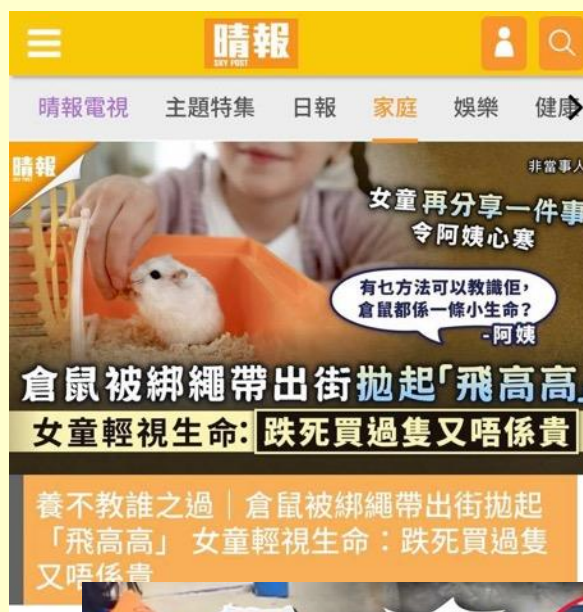 晴報
SKY POST
晴報電視 主題特集 日報 家庭 娛樂 健康
晴報
非當事人
女童再分享一件事
令阿姨心寒
有乜方法可以教識佢，
倉鼠都係一條小生命？
-阿姨
倉鼠被綁繩帶出街拋起「飛高高」
女童輕視生命：跌死買過隻又唔係貴
養不教誰之過｜倉鼠被綁繩帶出街拋起
「飛高高」 女童輕視生命：跌死買過隻
又唔係貴